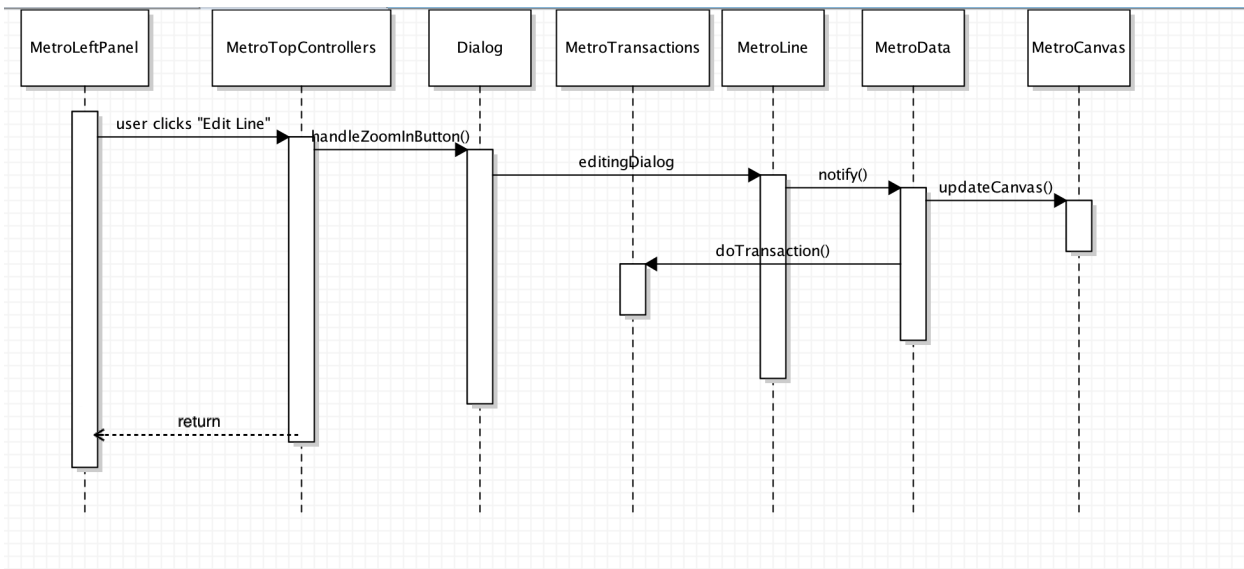 MetroLeftPanel
MetroTopControllers
Dialog
MetroTransactions
MetroLine
MetroData
MetroCanvas
user clicks "Edit Line"
handleZoomInButton()
editingDialog
notify()
updateCanvas()
doTransaction()
return